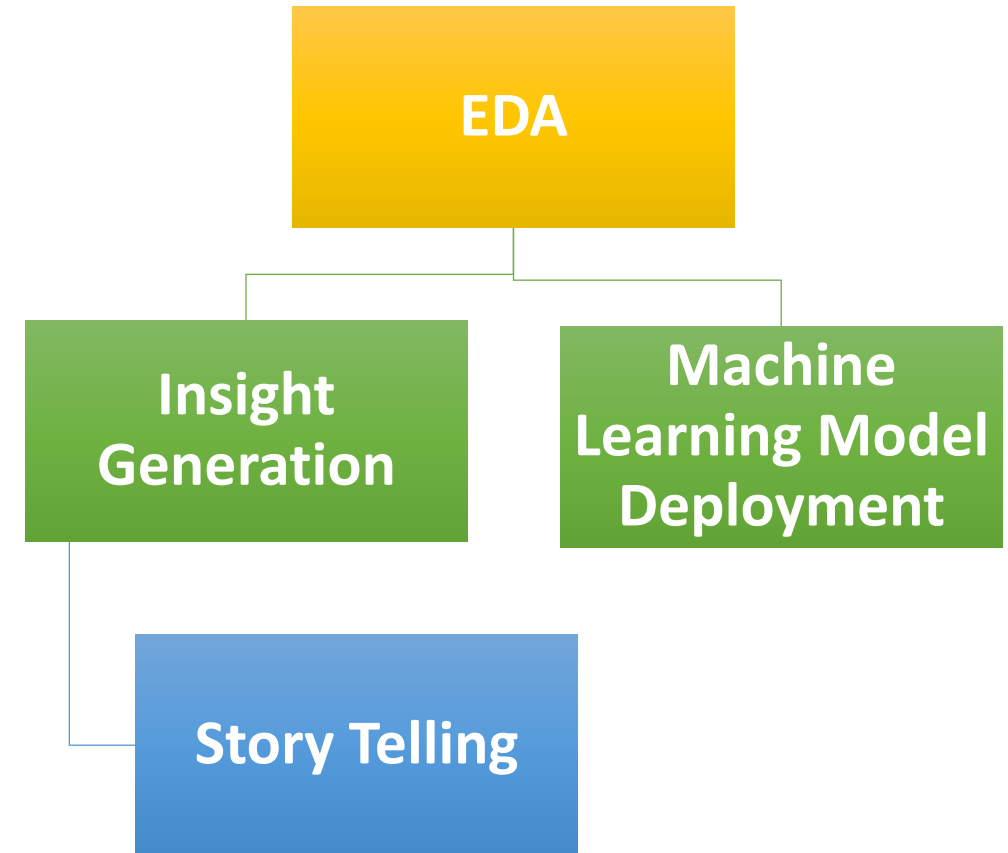 EDA
Insight
Generation
Machine
Learning Model
Deployment
Story Telling